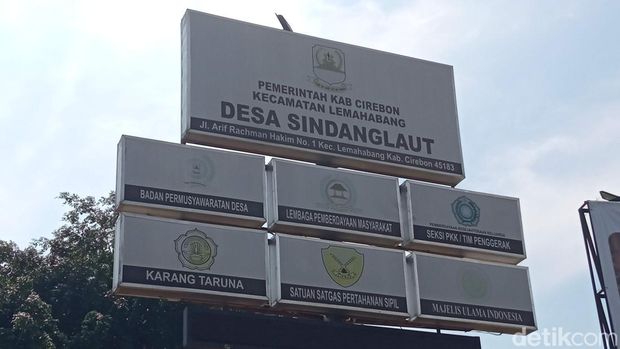 PEMERINTAH KAB CIREBON
KECAMATAN LEMAHABANG
DESA SINDANGLAUT
Jl. Arif Rachman Hakim No. 1 Kec. Lemahabang Kab. Cirebon 45183
BADAN PERMUSYAWARATAN DESA
LEMBAGA PEMBERDAYAAN MASYARAKAT
SEKSI PKK / TIM PENGGERAK
KARANG TARUNA
SATUAN SATGAS PERTAHANAN SIPIL
MAJELIS ULAMA INDONESIA
detikcom